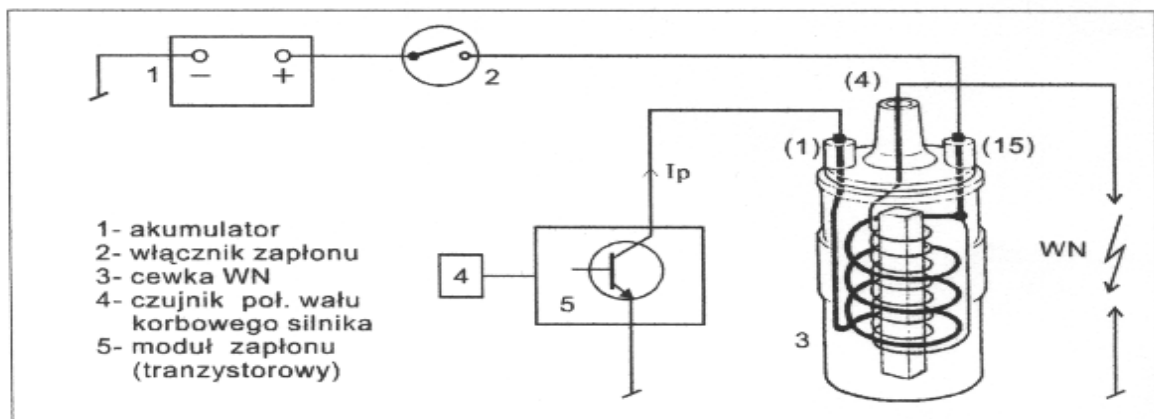 1
−
+
2
(4)
(1)
(15)
Ip
1- akumulator
2- włącznik zapłonu
3- cewka WN
4- czujnik poł. wału
korbowego silnika
5- moduł zapłonu
(tranzystorowy)
4
5
3
WN